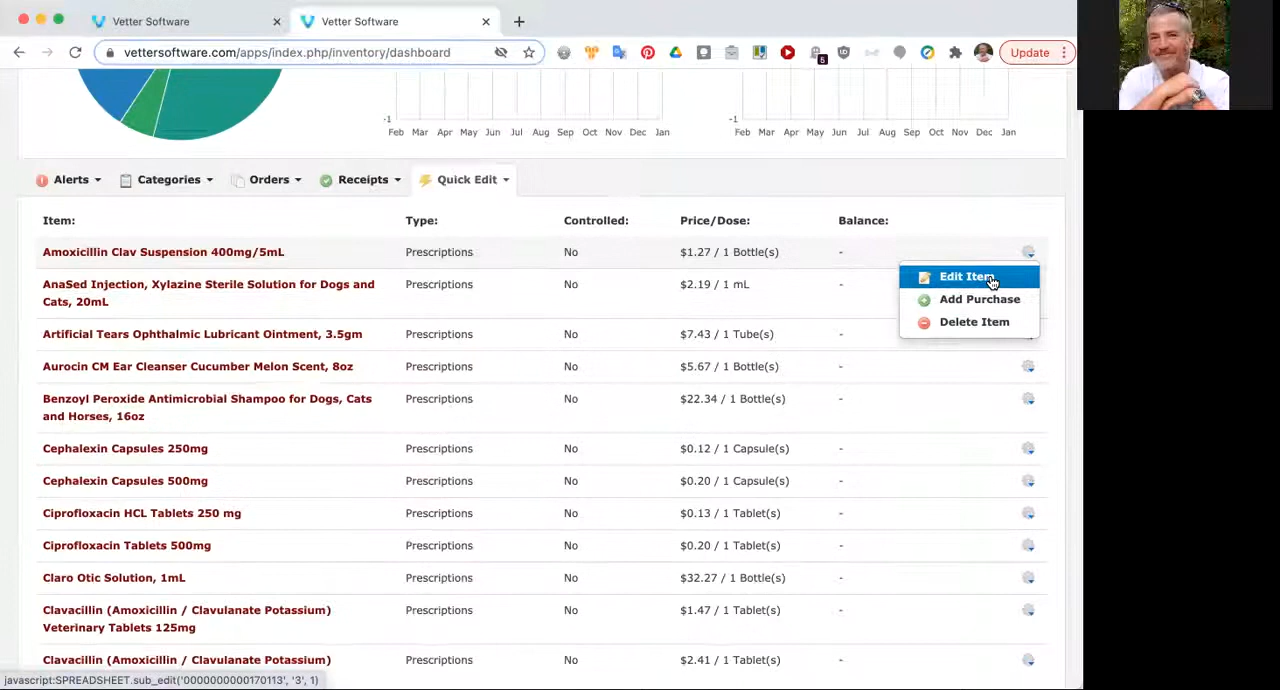 Vetter Software
Vetter Software
vettersoftware.com/apps/index.php/inventory/dashboard
5
Update
-1
Feb Mar Apr May Jun Jul Aug Sep Oct Nov Dec Jan
-1
Feb Mar Apr May Jun Jul Aug Sep Oct Nov Dec Jan
Alerts Categories Orders Receipts Quick Edit
Item: Type: Controlled: Price/Dose: Balance:
Amoxicillin Clav Suspension 400mg/5mL Prescriptions No $1.27 / 1 Bottle(s) -
Edit Item
Add Purchase
Delete Item
AnaSed Injection, Xylazine Sterile Solution for Dogs and Prescriptions No $2.19 / 1 mL -
Cats, 20mL
Artificial Tears Ophthalmic Lubricant Ointment, 3.5gm Prescriptions No $7.43 / 1 Tube(s) -
Aurocin CM Ear Cleanser Cucumber Melon Scent, 8oz Prescriptions No $5.67 / 1 Bottle(s) -
Benzoyl Peroxide Antimicrobial Shampoo for Dogs, Cats Prescriptions No $22.34 / 1 Bottle(s) -
and Horses, 16oz
Cephalexin Capsules 250mg Prescriptions No $0.12 / 1 Capsule(s) -
Cephalexin Capsules 500mg Prescriptions No $0.20 / 1 Capsule(s) -
Ciprofloxacin HCL Tablets 250 mg Prescriptions No $0.13 / 1 Tablet(s) -
Ciprofloxacin Tablets 500mg Prescriptions No $0.20 / 1 Tablet(s) -
Claro Otic Solution, 1mL Prescriptions No $32.27 / 1 Bottle(s) -
Clavacillin (Amoxicillin / Clavulanate Potassium) Prescriptions No $1.47 / 1 Tablet(s) -
Veterinary Tablets 125mg
Clavacillin (Amoxicillin / Clavulanate Potassium) Prescriptions No $2.41 / 1 Tablet(s) -
javascript:SPREADSHEET.sub_edit('0000000000170113', '3', 1)